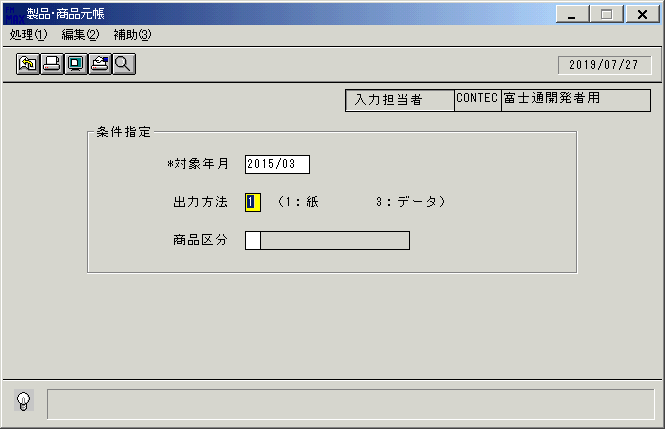 製品・商品元帳
処理(1) 編集(2) 補助(3)
2019/07/27
入力担当者 CONTEC 富士通開発者用
条件指定
*対象年月 2015/03
出力方法 1 (1:紙 3:データ)
商品区分